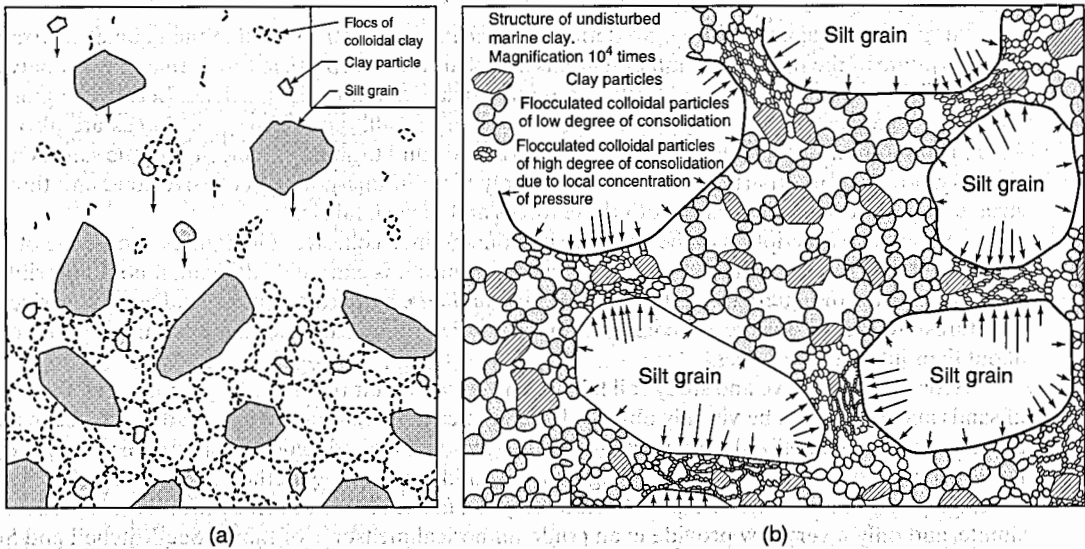 Flocs of
colloidal clay
Clay particle
Silt grain
(a)
Structure of undisturbed
marine clay.
Magnification 10⁴ times
Clay particles
Flocculated colloidal particles
of low degree of consolidation
Flocculated colloidal particles
of high degree of consolidation
due to local concentration
of pressure
Silt grain
Silt grain
Silt grain
Silt grain
(b)